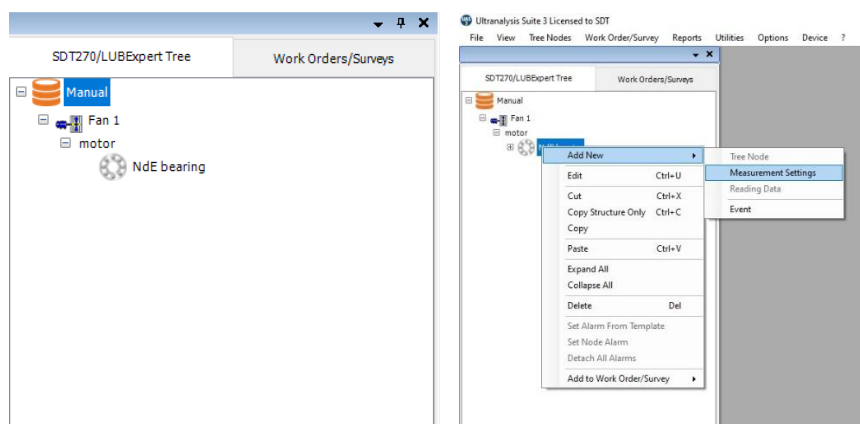 SDT270/LUBExpert Tree
Work Orders/Surveys
Manual
Fan 1
motor
NdE bearing
Ultranalysis Suite 3 Licensed to SDT
File View Tree Nodes Work Order/Survey Reports Utilities Options Device ?
SDT270/LUBExpert Tree
Work Orders/Surveys
Manual
Fan 1
motor
Add New
Edit Ctrl+U
Cut Ctrl+X
Copy Structure Only Ctrl+C
Copy
Paste Ctrl+V
Expand All
Collapse All
Delete Del
Set Alarm From Template
Set Node Alarm
Detach All Alarms
Add to Work Order/Survey
Tree Node
Measurement Settings
Reading Data
Event